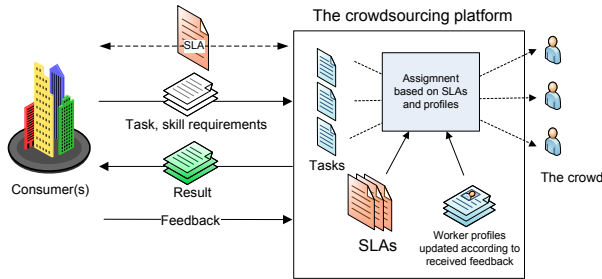 The crowdsourcing platform
SLA
Task, skill requirements
Consumer(s)
Result
Feedback
Tasks
Assignment
based on SLAs
and profiles
SLAs
Worker profiles
updated according to
received feedback
The crowd